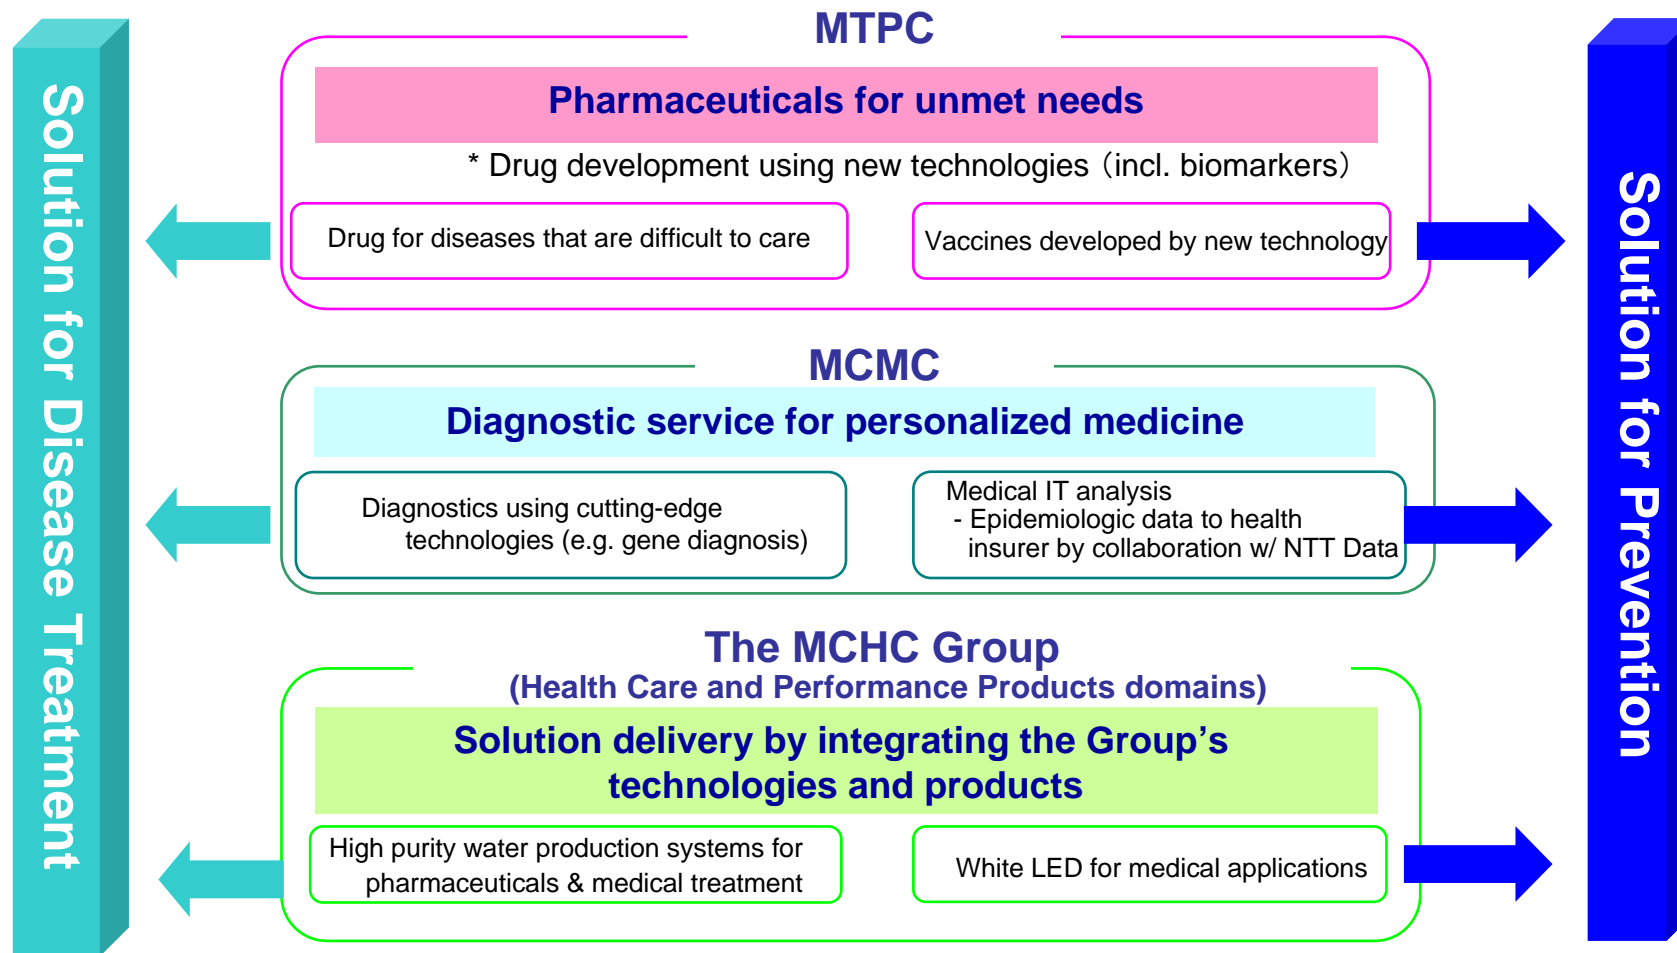 Solution for Disease Treatment
MTPC
Pharmaceuticals for unmet needs
* Drug development using new technologies（incl. biomarkers）
Drug for diseases that are difficult to care
Vaccines developed by new technology
MCMC
Diagnostic service for personalized medicine
Diagnostics using cutting-edge
technologies (e.g. gene diagnosis)
Medical IT analysis
- Epidemiologic data to health
insurer by collaboration w/ NTT Data
The MCHC Group
(Health Care and Performance Products domains)
Solution delivery by integrating the Group’s
technologies and products
High purity water production systems for
pharmaceuticals & medical treatment
White LED for medical applications
Solution for Prevention